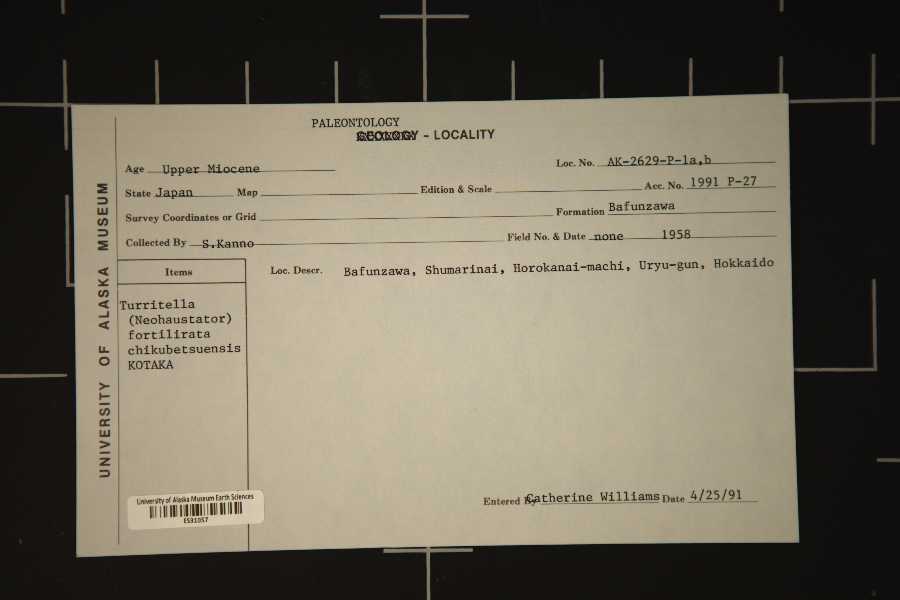 PALEONTOLOGY
GEOLOGY - LOCALITY
Age Upper Miocene Loc. No. AK-2629-P-1a,b
State Japan Map Edition & Scale Acc. No. 1991 P-27
Survey Coordinates or Grid Formation Bafunzawa
Collected By S.Kanno Field No. & Date none 1958
Items
Loc. Descr. Bafunzawa, Shumarinai, Horokanai-machi, Uryu-gun, Hokkaido
Turritella
(Neohaustator)
fortilirata
chikubetsuensis
KOTAKA
UNIVERSITY OF ALASKA MUSEUM
Entered By Catherine Williams Date 4/25/91
University of Alaska Museum Earth Sciences
ES31057